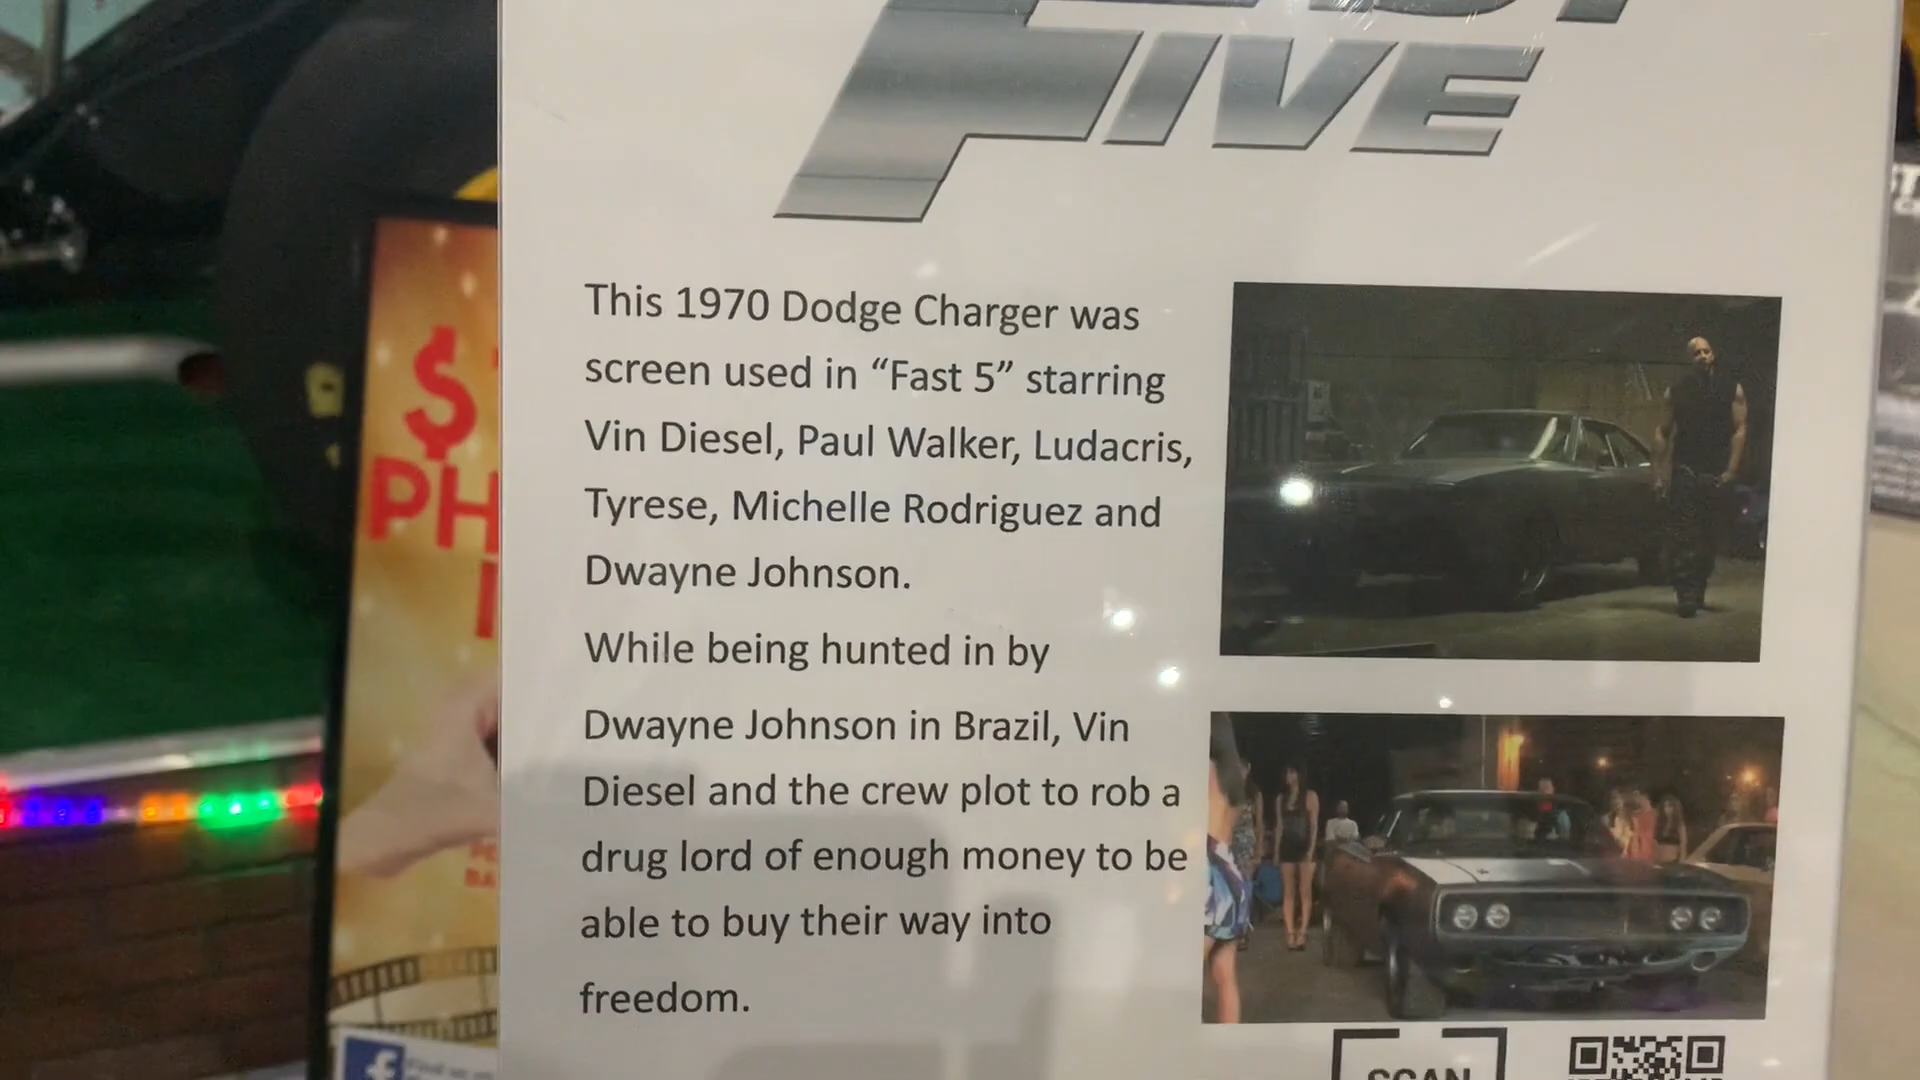 FIVE
This 1970 Dodge Charger was
screen used in “Fast 5” starring
Vin Diesel, Paul Walker, Ludacris,
Tyrese, Michelle Rodriguez and
Dwayne Johnson.
While being hunted in by
Dwayne Johnson in Brazil, Vin
Diesel and the crew plot to rob a
drug lord of enough money to be
able to buy their way into
freedom.
SCAN
$
PH
f